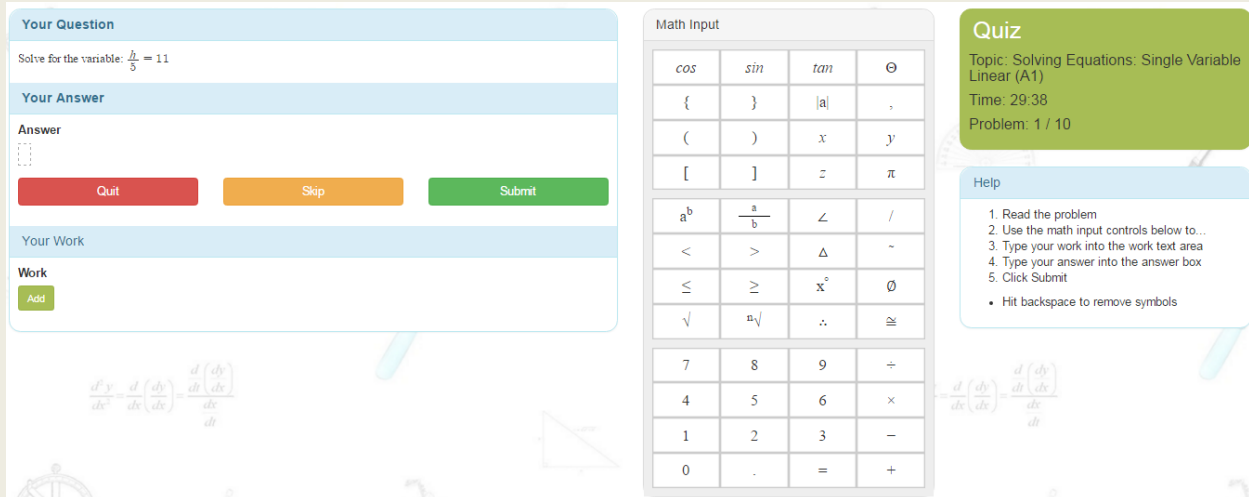 Your Question
Solve for the variable: h/5 = 11
Your Answer
Answer
Quit Skip Submit
Your Work
Work
Add
Math Input
cos sin tan Θ
{ } |a| ,
( ) x y
[ ] z π
a^b a/b ∠ /
< > Δ ~
≤ ≥ x° Ø
√ ⁿ√ ∴ ≅
7 8 9 ÷
4 5 6 ×
1 2 3 −
0 . = +
Quiz
Topic: Solving Equations: Single Variable
Linear (A1)
Time: 29:38
Problem: 1 / 10
Help
1. Read the problem
2. Use the math input controls below to...
3. Type your work into the work text area
4. Type your answer into the answer box
5. Click Submit
• Hit backspace to remove symbols